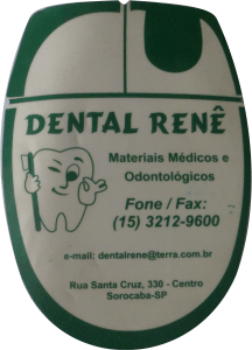 DENTAL RENÊ
Materiais Médicos e
Odontológicos
Fone / Fax:
(15) 3212-9600
e-mail: dentalrene@terra.com.br
Rua Santa Cruz, 330 - Centro
Sorocaba-SP